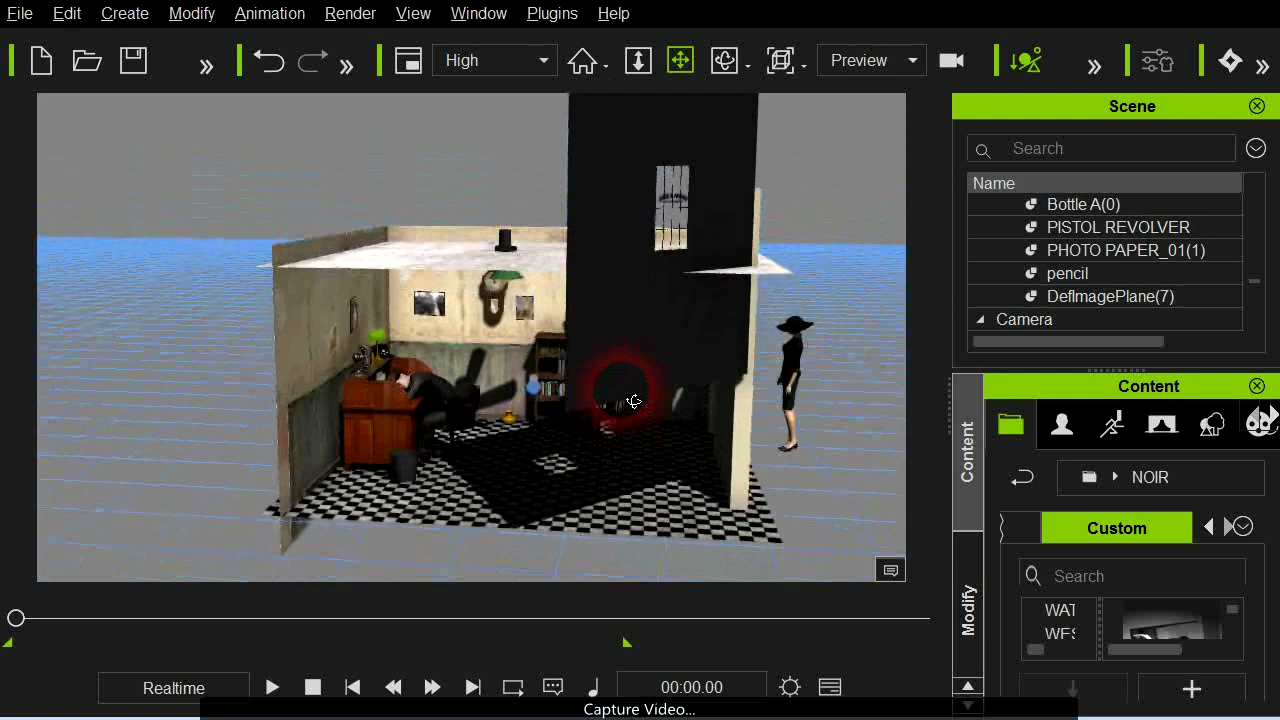 File Edit Create Modify Animation Render View Window Plugins Help
High
Preview
Scene
Search
Name
Bottle A(0)
PISTOL REVOLVER
PHOTO PAPER_01(1)
pencil
DefImagePlane(7)
Camera
Content
Content
NOIR
Custom
Search
WAT
WES
Modify
Realtime
00:00.00
Capture Video...